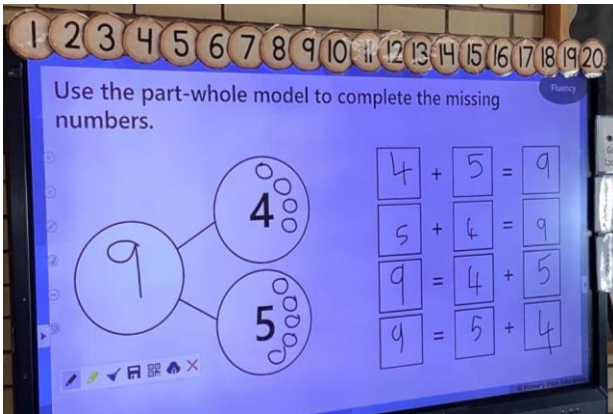 1 2 3 4 5 6 7 8 9 10 11 12 13 14 15 16 17 18 19 20
Fluency
Use the part-whole model to complete the missing
numbers.
4
9
5
4 + 5 = 9
5 + 4 = 9
9 = 4 + 5
9 = 5 + 4